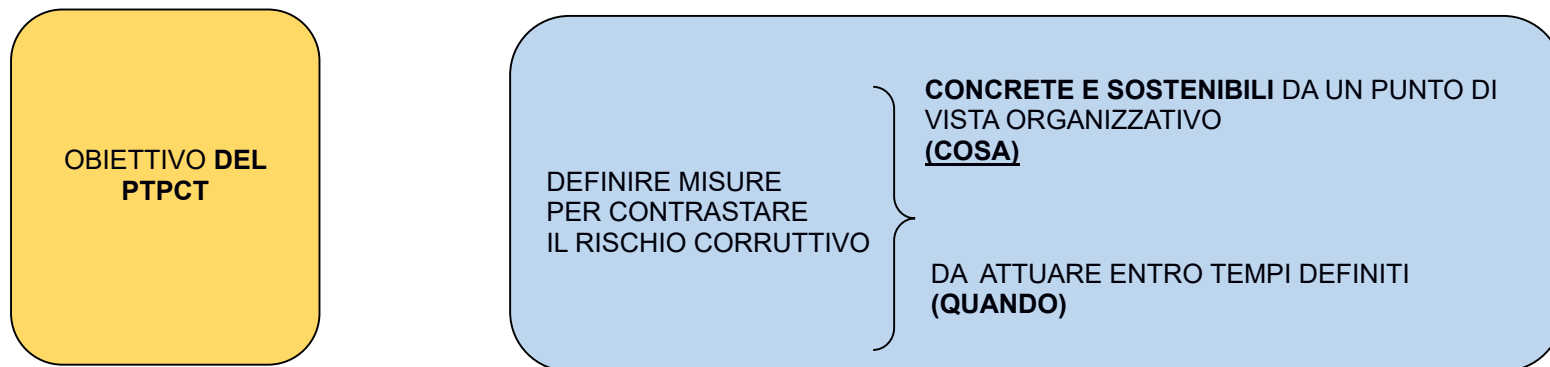 OBIETTIVO DEL
PTPCT
DEFINIRE MISURE
PER CONTRASTARE
IL RISCHIO CORRUTTIVO
CONCRETE E SOSTENIBILI DA UN PUNTO DI
VISTA ORGANIZZATIVO
(COSA)
DA ATTUARE ENTRO TEMPI DEFINITI
(QUANDO)